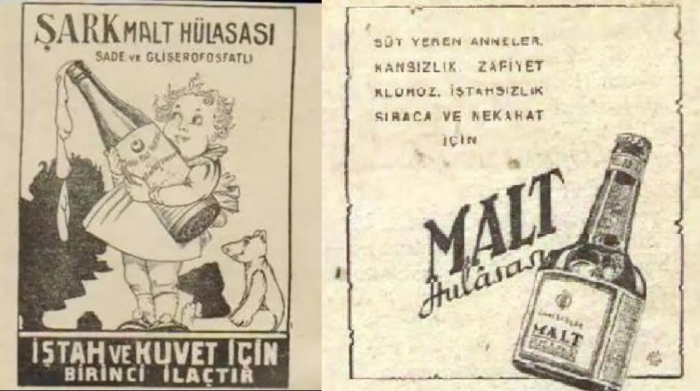 ŞARK MALT HÜLASASI
SADE ve GLİSEROFOSFATLI
İŞTAH VE KUVET İÇİN
BİRİNCİ İLAÇTIR
SÜT VEREN ANNELER,
KANSIZLIK, ZAFİYET
KLOROZ, İŞTAHSIZLIK
SIRACA VE NEKAHAT
İÇİN
MALT
Hulâsası
MALT